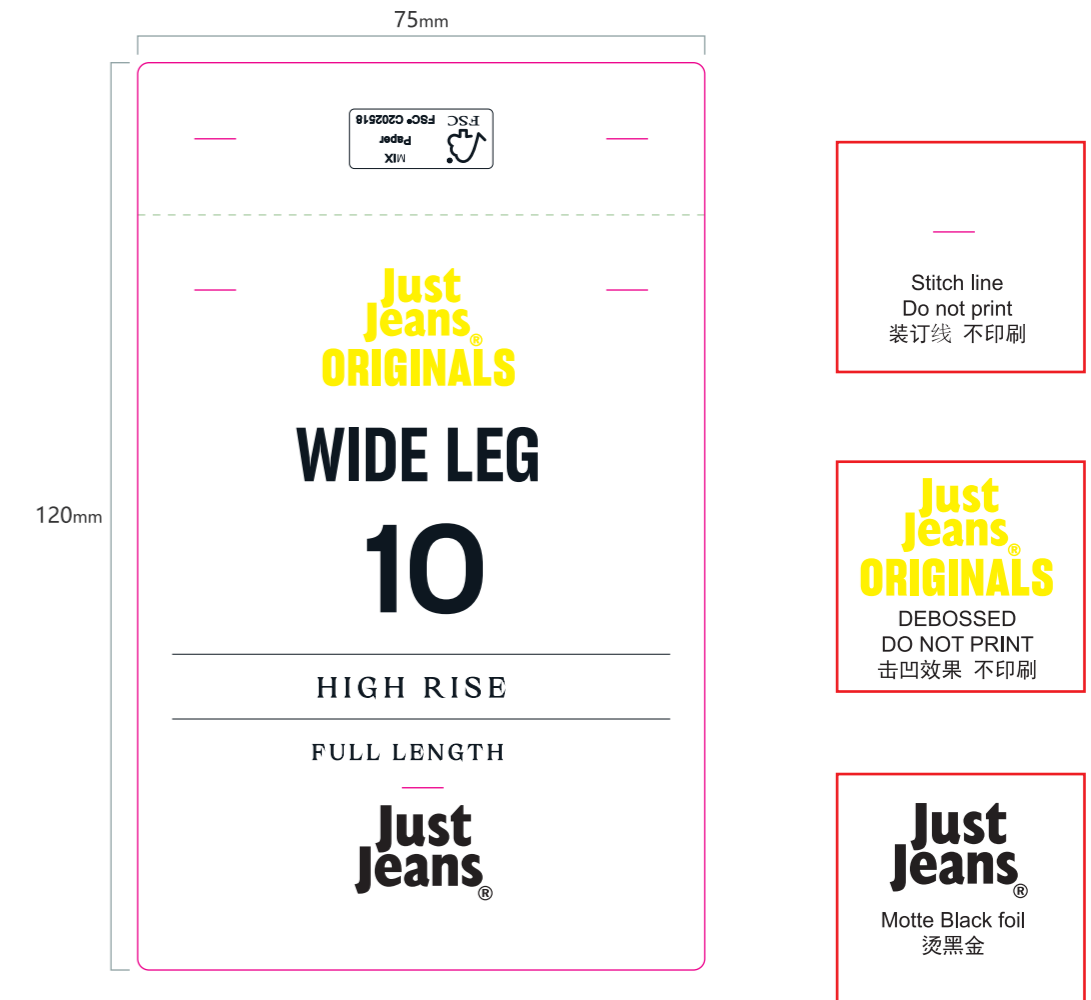 75mm
120mm
FSC® C202518
FSC
Paper
MIX
Just
Jeans®
ORIGINALS
WIDE LEG
10
HIGH RISE
FULL LENGTH
Just
Jeans®
Stitch line
Do not print
装订线 不印刷
Just
Jeans®
ORIGINALS
DEBOSSED
DO NOT PRINT
击凹效果 不印刷
Just
Jeans®
Motte Black foil
烫黑金